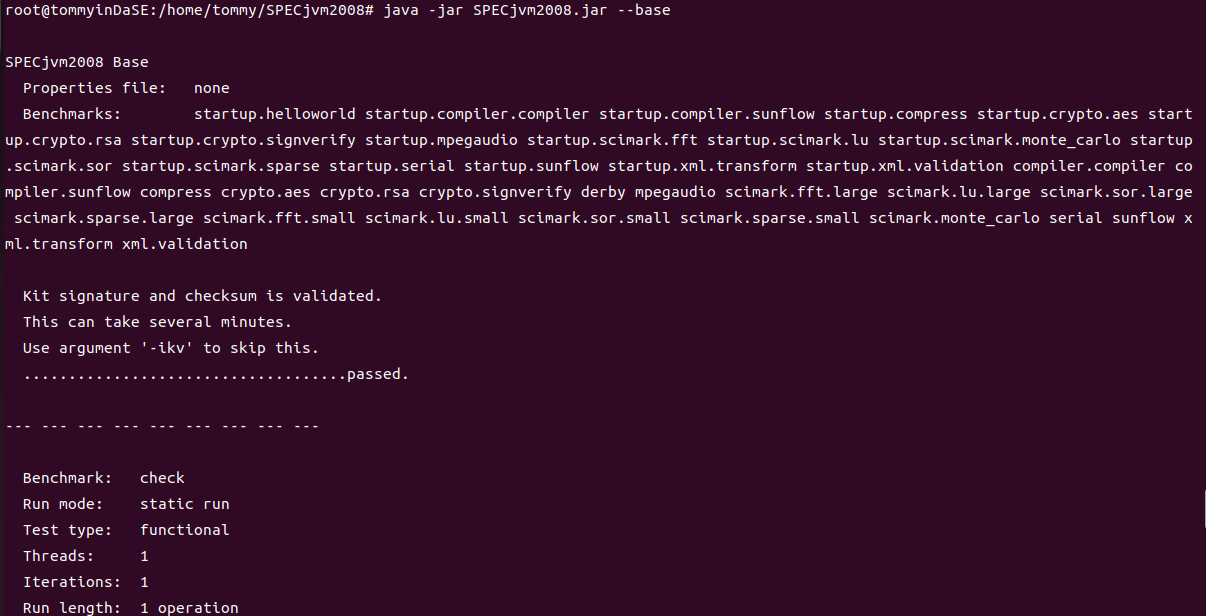 root@tommyinDaSE:/home/tommy/SPECjvm2008# java -jar SPECjvm2008.jar --base
SPECjvm2008 Base
  Properties file:   none
  Benchmarks:        startup.helloworld startup.compiler.compiler startup.compiler.sunflow startup.compress startup.crypto.aes start
up.crypto.rsa startup.crypto.signverify startup.mpegaudio startup.scimark.fft startup.scimark.lu startup.scimark.monte_carlo startup
.scimark.sor startup.scimark.sparse startup.serial startup.sunflow startup.xml.transform startup.xml.validation compiler.compiler co
mpiler.sunflow compress crypto.aes crypto.rsa crypto.signverify derby mpegaudio scimark.fft.large scimark.lu.large scimark.sor.large
 scimark.sparse.large scimark.fft.small scimark.lu.small scimark.sor.small scimark.sparse.small scimark.monte_carlo serial sunflow x
ml.transform xml.validation
  Kit signature and checksum is validated.
  This can take several minutes.
  Use argument '-ikv' to skip this.
  ....................................passed.
--- --- --- --- --- --- --- --- ---
  Benchmark:   check
  Run mode:    static run
  Test type:   functional
  Threads:     1
  Iterations:  1
  Run length:  1 operation